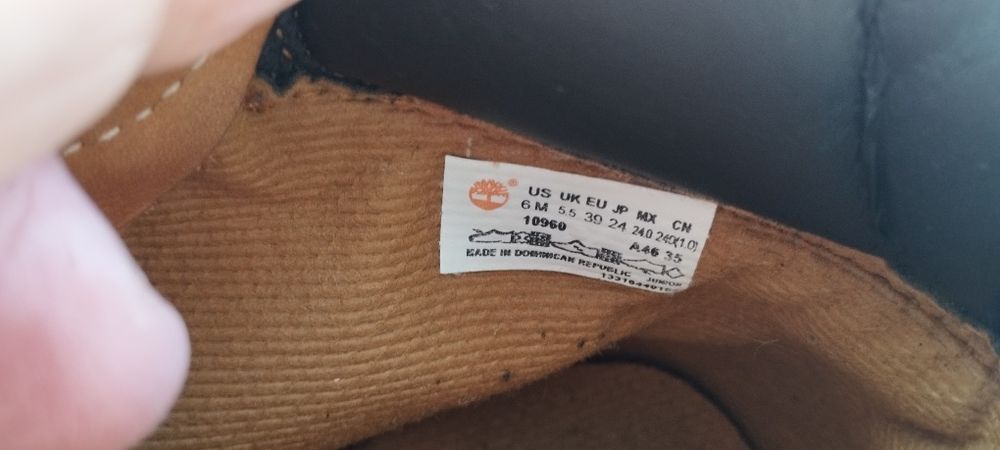 US UK EU JP MX CN
6 M 5.5 39 24 24.0 240(1.0)
10960
A46 35
MADE IN DOMINICAN REPUBLIC JUNIOR